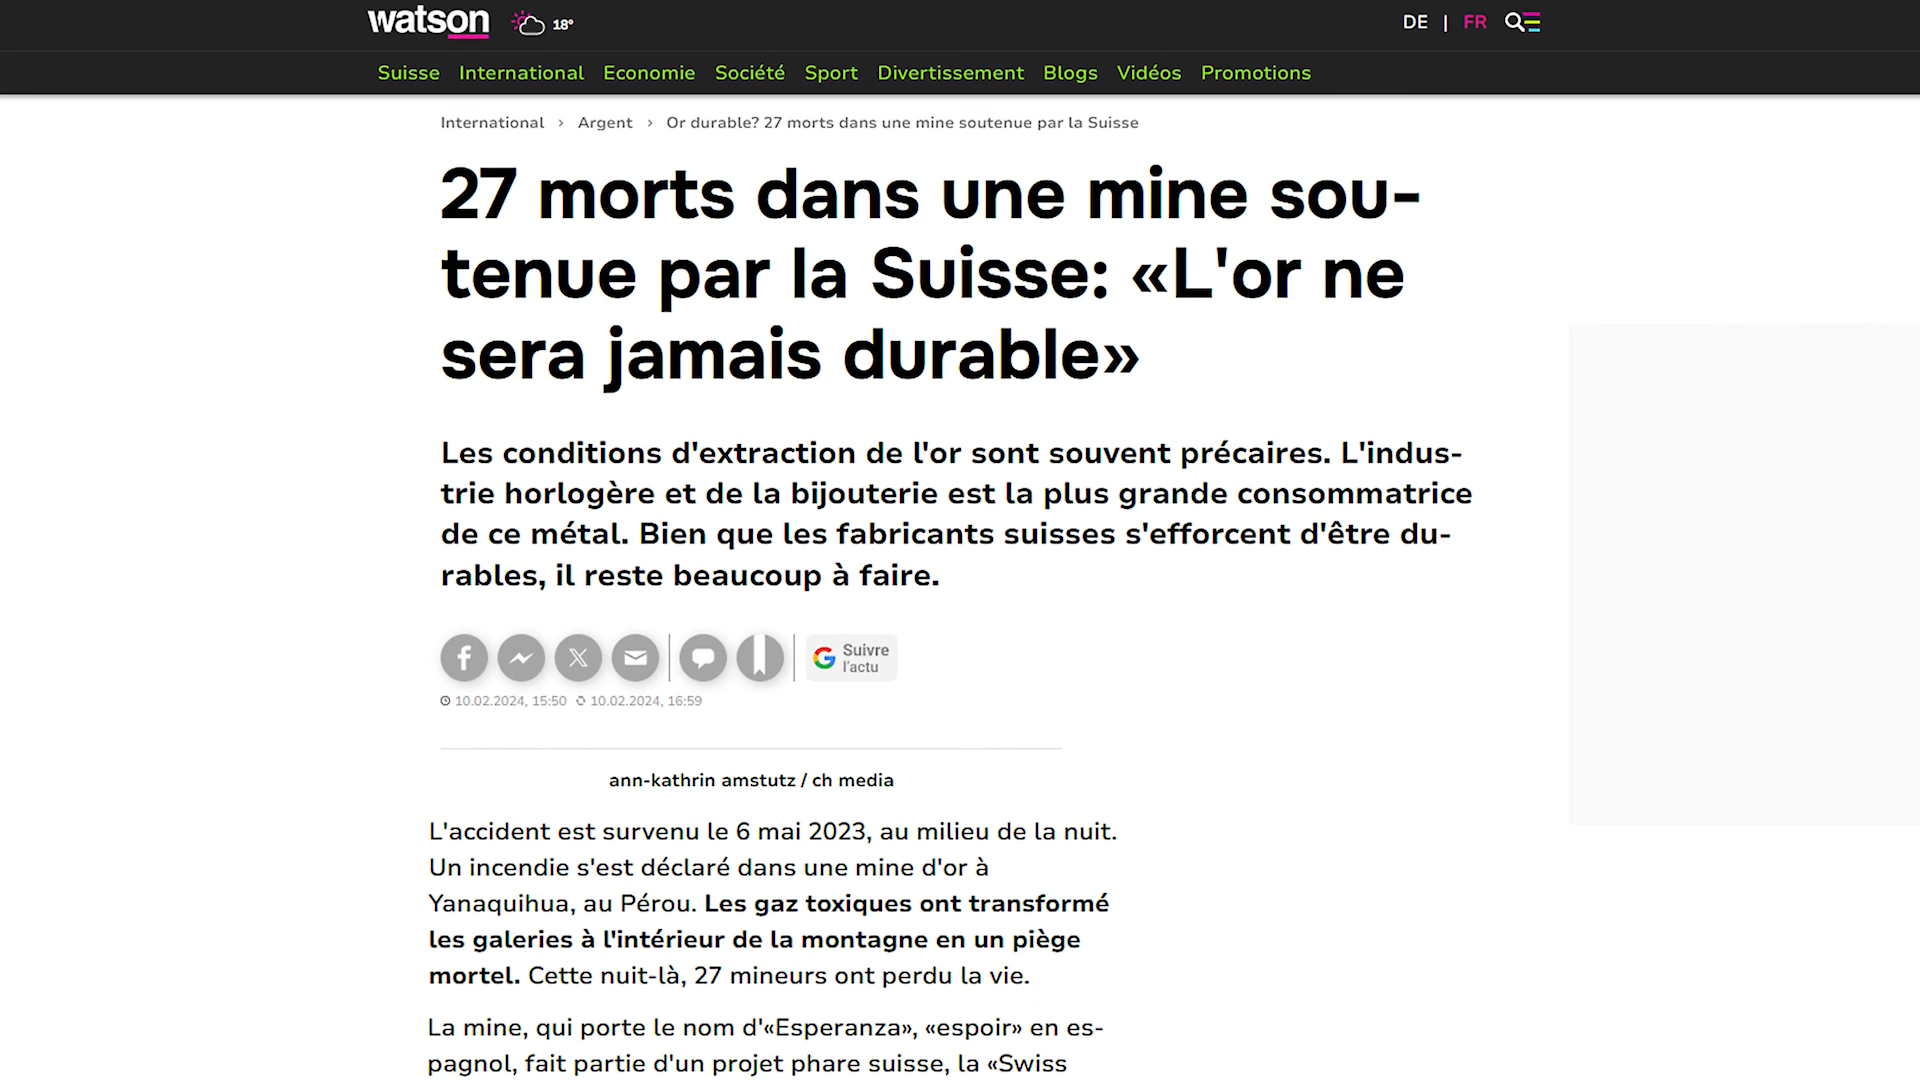 watson
18°
DE | FR
Suisse International Economie Société Sport Divertissement Blogs Vidéos Promotions
International › Argent › Or durable? 27 morts dans une mine soutenue par la Suisse
27 morts dans une mine sou-
tenue par la Suisse: «L'or ne
sera jamais durable»
Les conditions d'extraction de l'or sont souvent précaires. L'indus-
trie horlogère et de la bijouterie est la plus grande consommatrice
de ce métal. Bien que les fabricants suisses s'efforcent d'être du-
rables, il reste beaucoup à faire.
Suivre
l'actu
10.02.2024, 15:50 10.02.2024, 16:59
ann-kathrin amstutz / ch media
L'accident est survenu le 6 mai 2023, au milieu de la nuit.
Un incendie s'est déclaré dans une mine d'or à
Yanaquihua, au Pérou. Les gaz toxiques ont transformé
les galeries à l'intérieur de la montagne en un piège
mortel. Cette nuit-là, 27 mineurs ont perdu la vie.
La mine, qui porte le nom d'«Esperanza», «espoir» en es-
pagnol, fait partie d'un projet phare suisse, la «Swiss